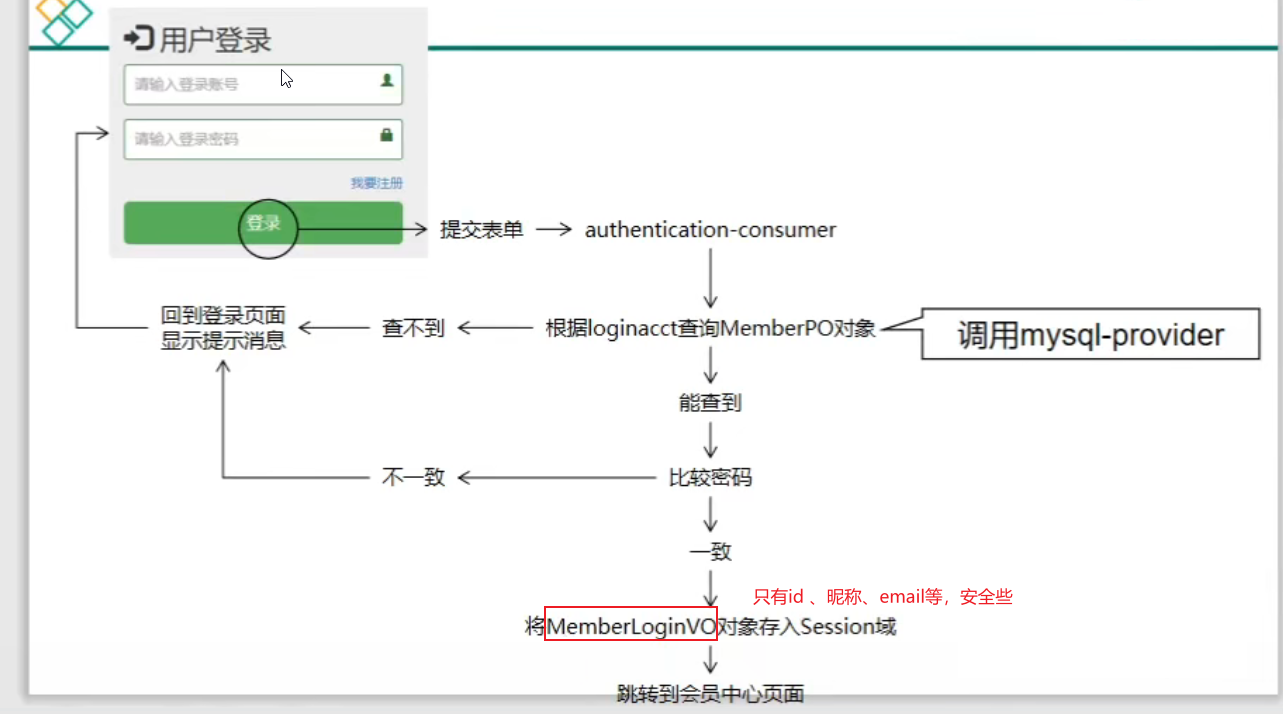 用户登录
请输入登录账号
请输入登录密码
我要注册
登录
提交表单
authentication-consumer
回到登录页面
显示提示消息
查不到
根据loginacct查询MemberPO对象
调用mysql-provider
能查到
不一致
比较密码
一致
只有id 、昵称、email等，安全些
将MemberLoginVO对象存入Session域
跳转到会员中心页面